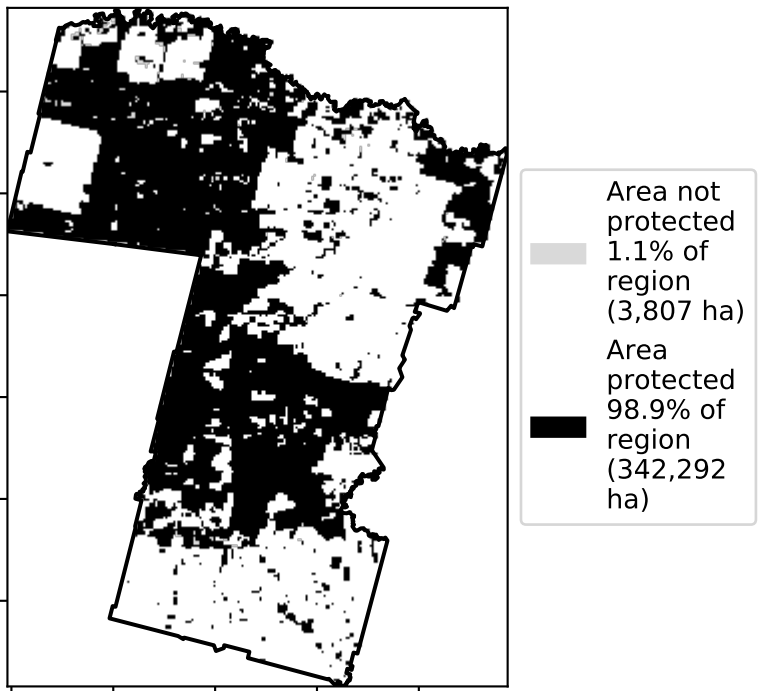 Area not
protected
1.1% of
region
(3,807 ha)
Area
protected
98.9% of
region
(342,292
ha)